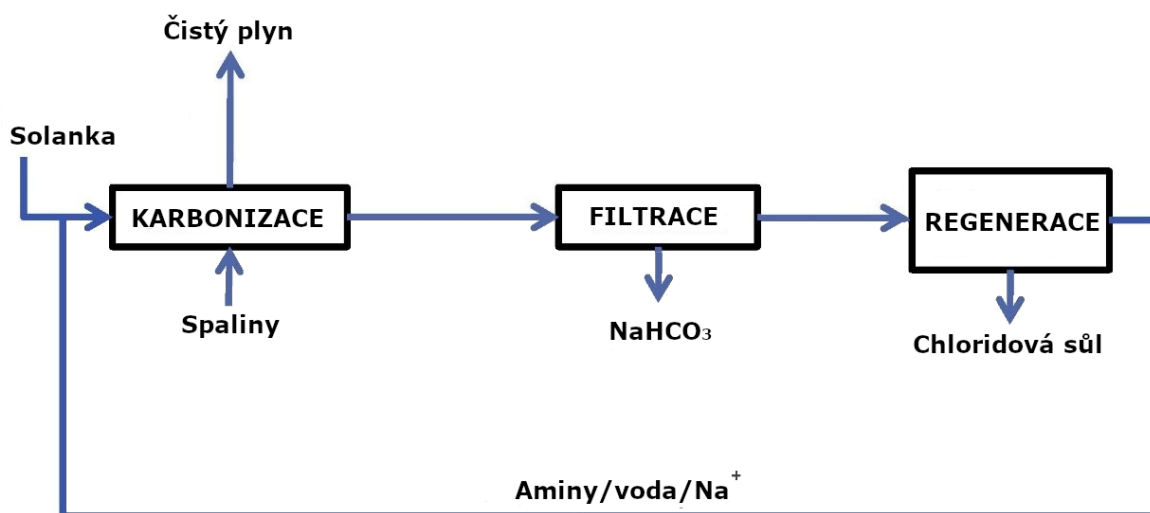 Čistý plyn
Solanka
KARBONIZACE
FILTRACE
REGENERACE
Spaliny
NaHCO₃
Chloridová sůl
Aminy/voda/Na⁺